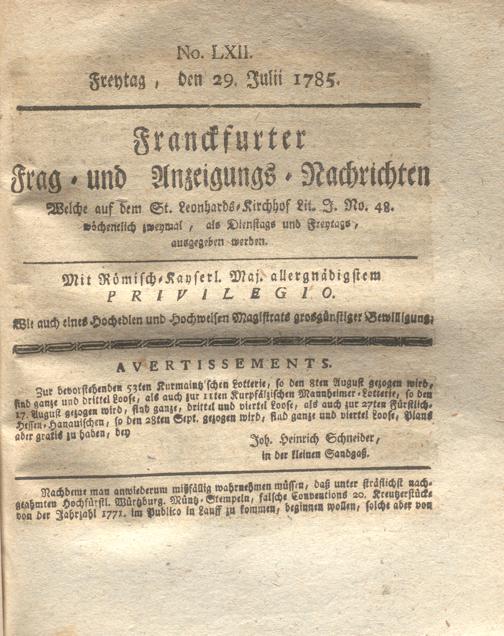 No. LXII.
Freytag, den 29. Julii 1785.
Franckfurter
Frag- und Anzeigungs-Nachrichten
Welche auf dem St. Leonhards-Kirchhof Lit. J. No. 48.
wöchentlich zweymal, als Dienstags und Freytags,
ausgegeben werden.
Mit Römisch-Kayserl. Maj. allergnädigstem
PRIVILEGIO.
Wie auch eines Hochedlen und Hochweisen Magistrats grosgünstiger Bewilligung.
AVERTISSEMENTS.
Zur bevorstehenden 53ten Kurmaintz'schen Lotterie, so den 8ten August gezogen wird,
sind ganze und drittel Loose, als auch zur 11ten Kurpfälzischen Mannheimer-Lotterie, so den
17. August gezogen wird, sind ganze, drittel und viertel Loose, als auch zur 27ten Fürstlich-
Hessen-Hanauischen, so den 28ten Sept. gezogen wird, sind ganze und viertel Loose, Plans
aber gratis zu haben, bey
Joh. Heinrich Schneider,
in der kleinen Sandgaß.
Nachdeme man anwiederum mißfällig wahrnehmen müssen, daß unter sträflichst nach-
geahmten Hochfürstl. Würzburg. Müntz-Stempeln, falsche Conventions 20. Kreutzerstücke
von der Jahrzahl 1771. im Publico in Lauff zu kommen, beginnen wollen, solche aber von